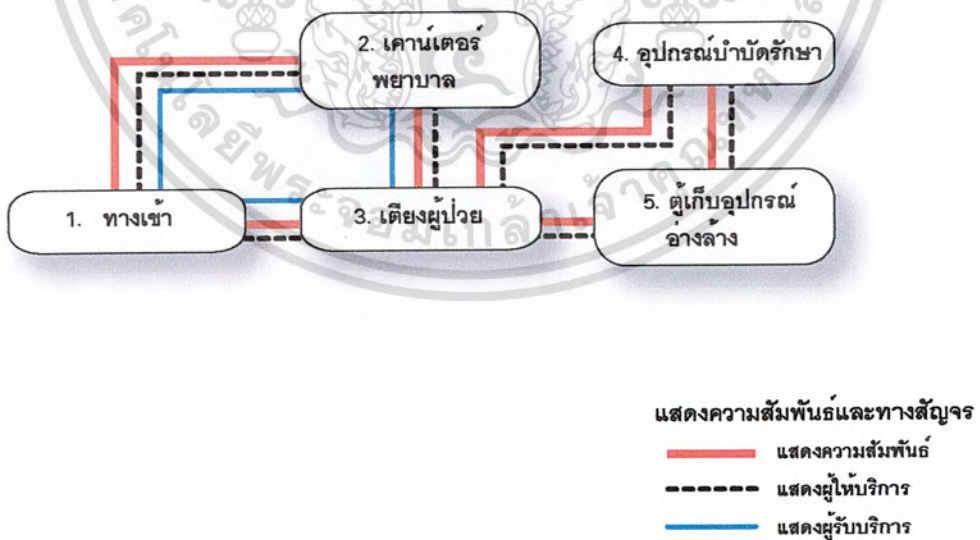 2. เคาน์เตอร์
พยาบาล
4. อุปกรณ์บำบัดรักษา
1. ทางเข้า
3. เตียงผู้ป่วย
5. ตู้เก็บอุปกรณ์
อ่างล้าง
แสดงความสัมพันธ์และทางสัญจร
แสดงความสัมพันธ์
แสดงผู้ให้บริการ
แสดงผู้รับบริการ